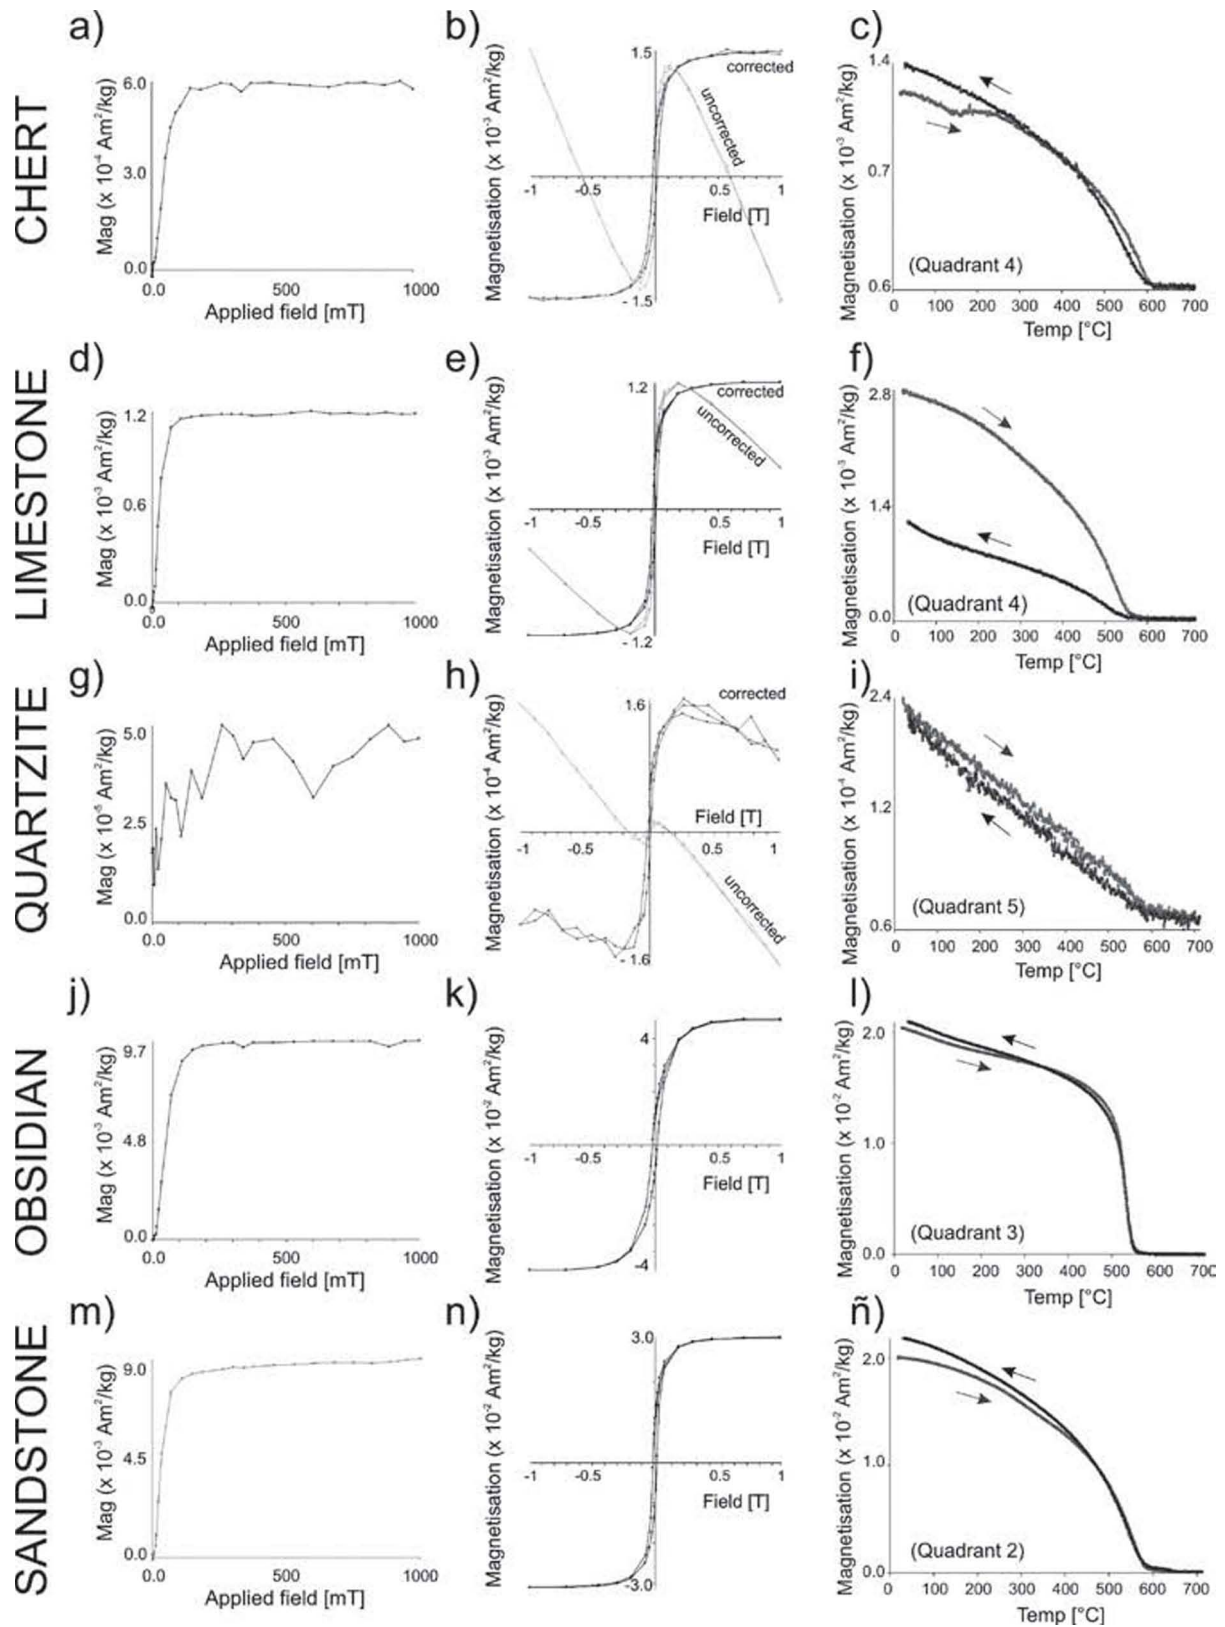 CHERT
a)
Mag (x 10⁻⁴ Am²/kg)
6.0
3.0
0.0
0.0 500 1000
Applied field [mT]
b)
Magnetisation (x 10⁻³ Am²/kg)
1.5
corrected
uncorrected
-1 -0.5 0.5 1
Field [T]
- 1.5
c)
Magnetisation (x 10⁻³ Am²/kg)
1.4
0.7
0.6
(Quadrant 4)
0 100 200 300 400 500 600 700
Temp [°C]
LIMESTONE
d)
Mag (x 10⁻³ Am²/kg)
1.2
0.6
0.0
0.0 500 1000
Applied field [mT]
e)
Magnetisation (x 10⁻³ Am²/kg)
1.2
corrected
uncorrected
-1 -0.5 0.5 1
Field [T]
- 1.2
f)
Magnetisation (x 10⁻³ Am²/kg)
2.8
1.4
0.0
(Quadrant 4)
0 100 200 300 400 500 600 700
Temp [°C]
QUARTZITE
g)
Mag (x 10⁻⁵ Am²/kg)
5.0
2.5
0.0
0.0 500 1000
Applied field [mT]
h)
Magnetisation (x 10⁻⁴ Am²/kg)
1.6
corrected
Field [T]
-1 -0.5 0.5 1
uncorrected
- 1.6
i)
Magnetisation (x 10⁻⁴ Am²/kg)
2.4
1.2
0.6
(Quadrant 5)
0 100 200 300 400 500 600 700
Temp [°C]
OBSIDIAN
j)
Mag (x 10⁻³ Am²/kg)
9.7
4.8
0.0
0.0 500 1000
Applied field [mT]
k)
Magnetisation (x 10⁻² Am²/kg)
4
-1 -0.5 0.5 1
Field [T]
-4
l)
Magnetisation (x 10⁻² Am²/kg)
2.0
1.0
0.0
(Quadrant 3)
100 200 300 400 500 600 700
Temp [°C]
SANDSTONE
m)
Mag (x 10⁻³ Am²/kg)
9.0
4.5
0.0
0.0 500 1000
Applied field [mT]
n)
Magnetisation (x 10⁻² Am²/kg)
3.0
-1 -0.5 0.5 1
Field [T]
-3.0
ñ)
Magnetisation (x 10⁻² Am²/kg)
2.0
1.0
0.0
(Quadrant 2)
0 100 200 300 400 500 600 700
Temp [°C]